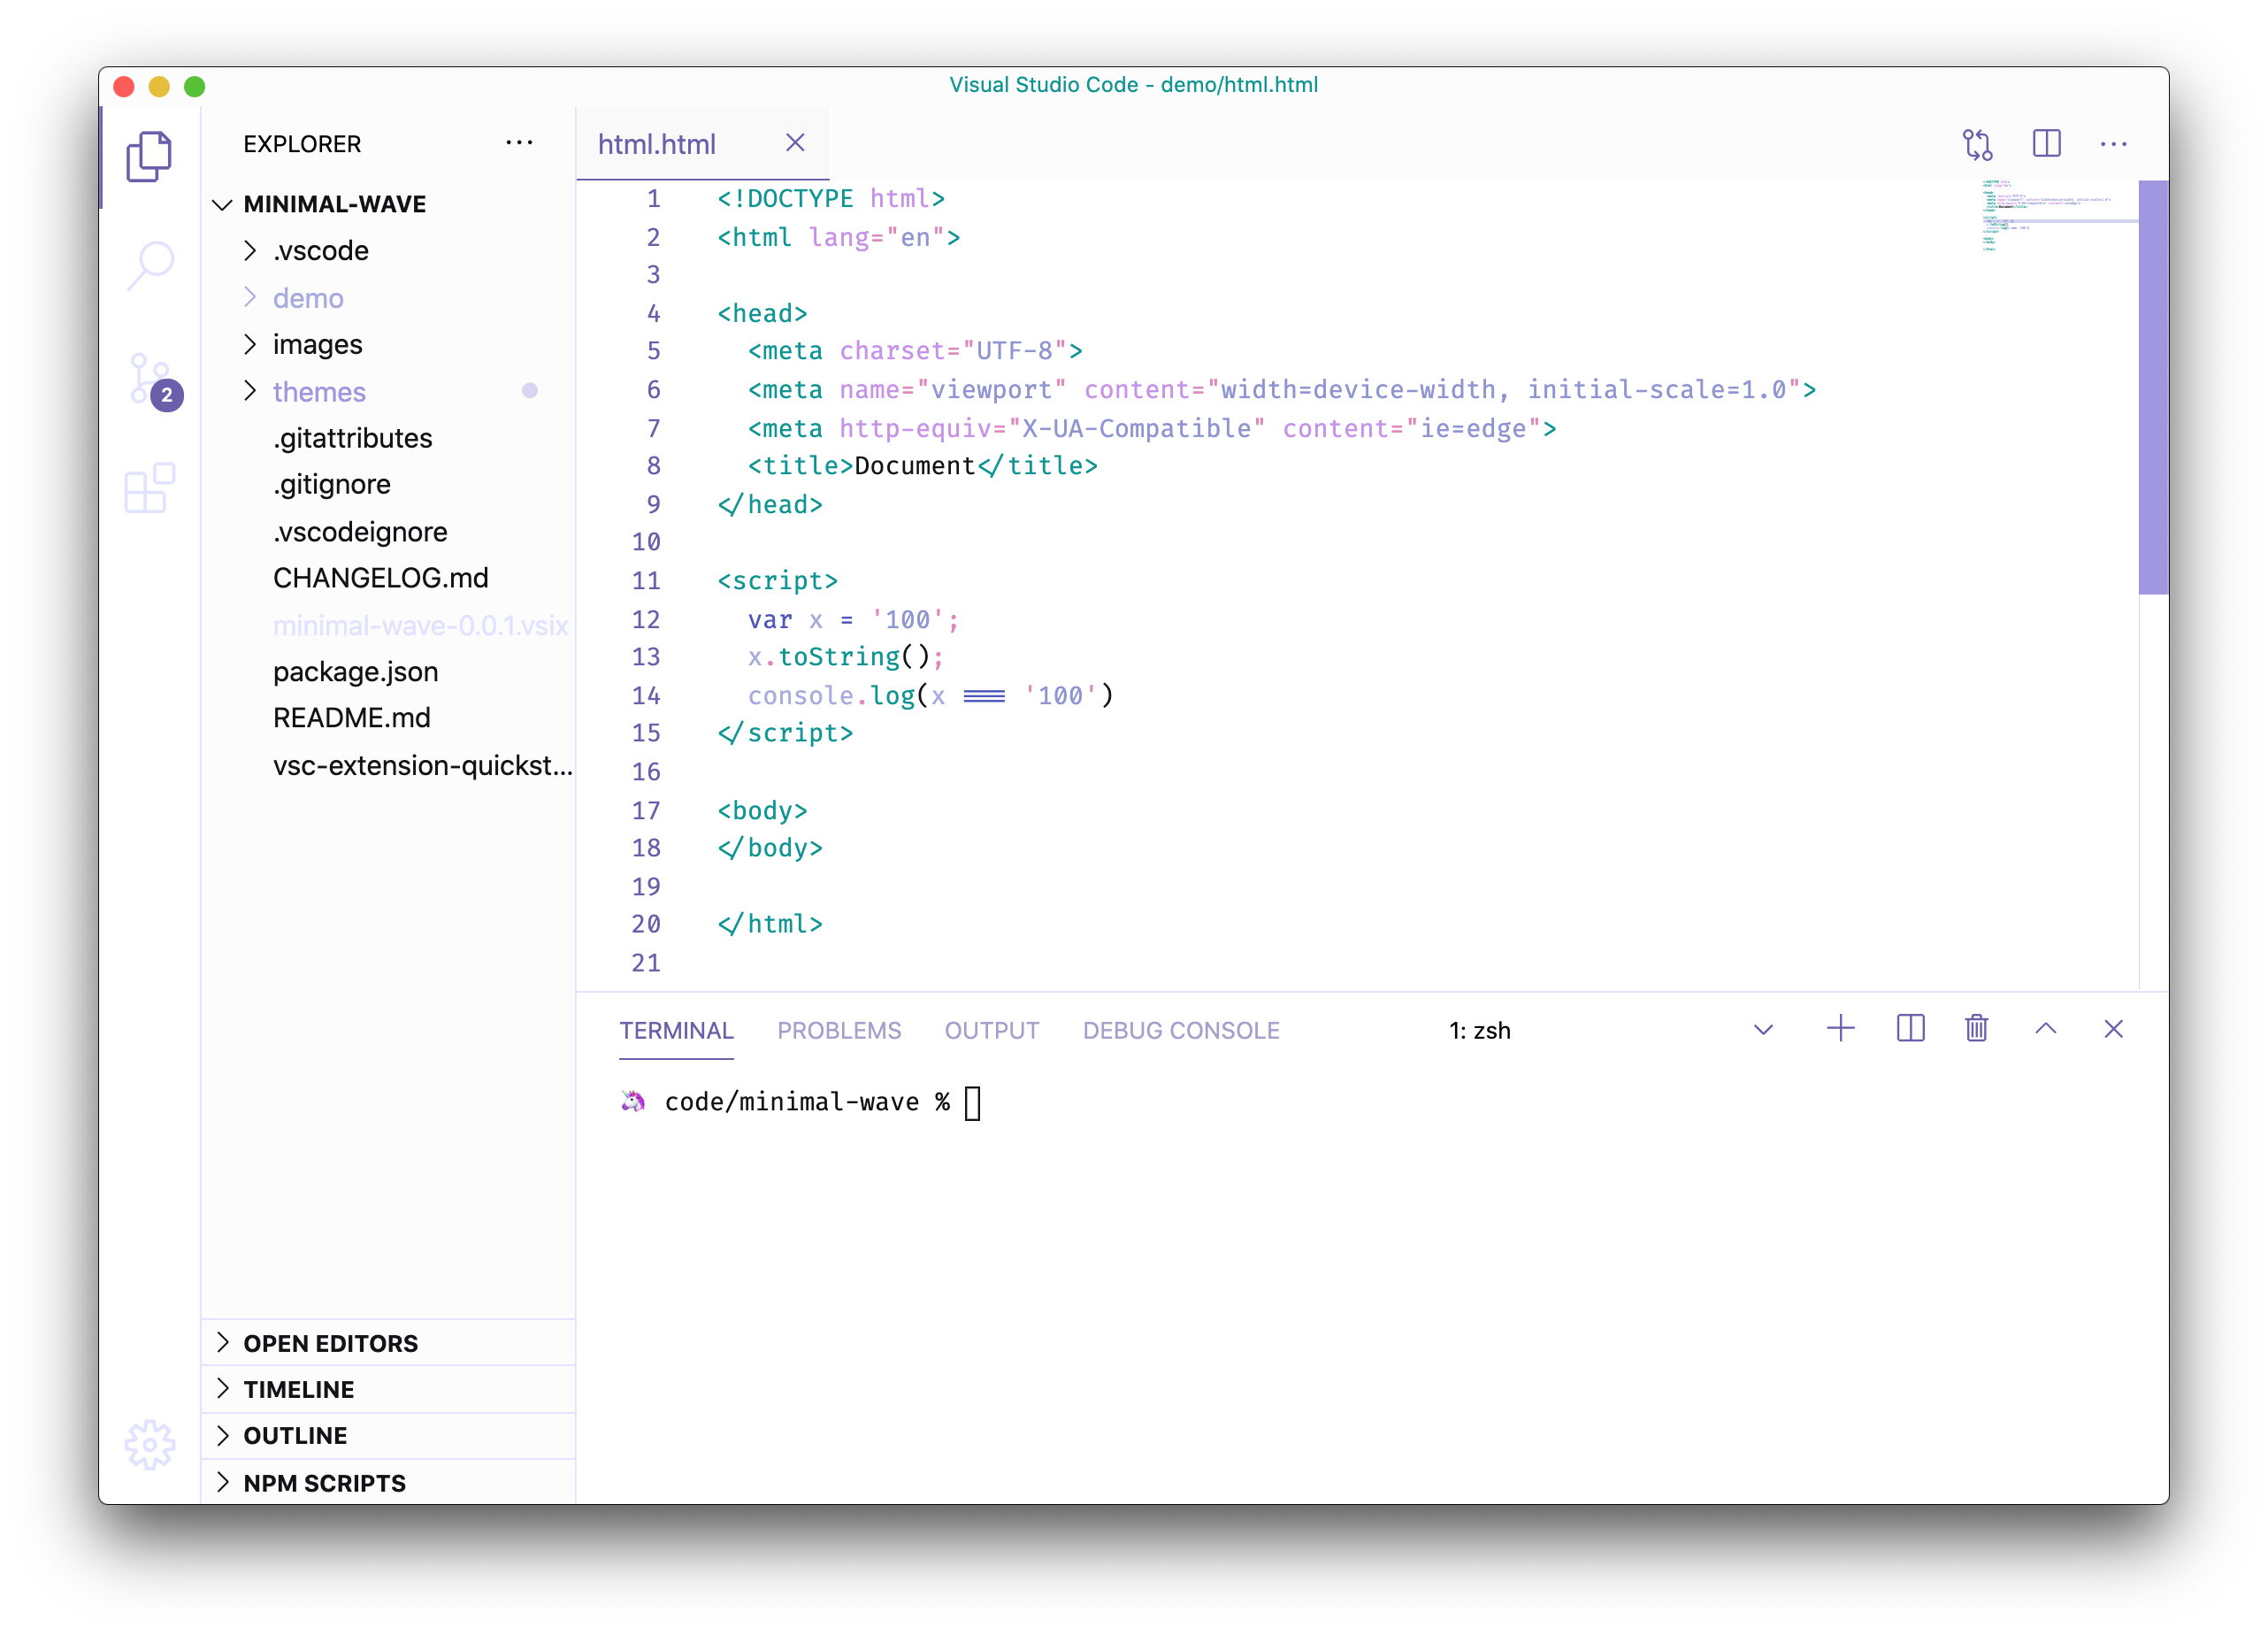 Visual Studio Code - demo/html.html
EXPLORER
MINIMAL-WAVE
.vscode
demo
images
themes
.gitattributes
.gitignore
.vscodeignore
CHANGELOG.md
minimal-wave-0.0.1.vsix
package.json
README.md
vsc-extension-quickst...
OPEN EDITORS
TIMELINE
OUTLINE
NPM SCRIPTS
2
html.html
1 <!DOCTYPE html>
2 <html lang="en">
3
4 <head>
5   <meta charset="UTF-8">
6   <meta name="viewport" content="width=device-width, initial-scale=1.0">
7   <meta http-equiv="X-UA-Compatible" content="ie=edge">
8   <title>Document</title>
9 </head>
10
11 <script>
12   var x = '100';
13   x.toString();
14   console.log(x === '100')
15 </script>
16
17 <body>
18 </body>
19
20 </html>
21
TERMINAL PROBLEMS OUTPUT DEBUG CONSOLE 1: zsh
🦄 code/minimal-wave %